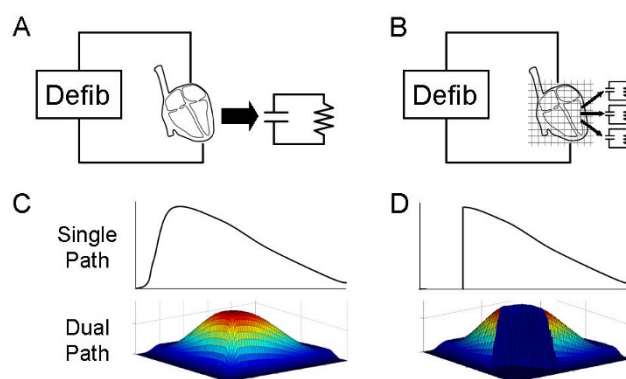 A
B
Defib
Defib
C
D
Single
Path
Dual
Path